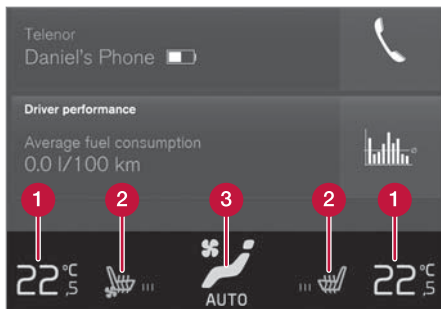 Telenor
Daniel's Phone
Driver performance
Average fuel consumption
0.0 l/100 km
1 2 3 2 1
22°C,5 22°C,5
AUTO